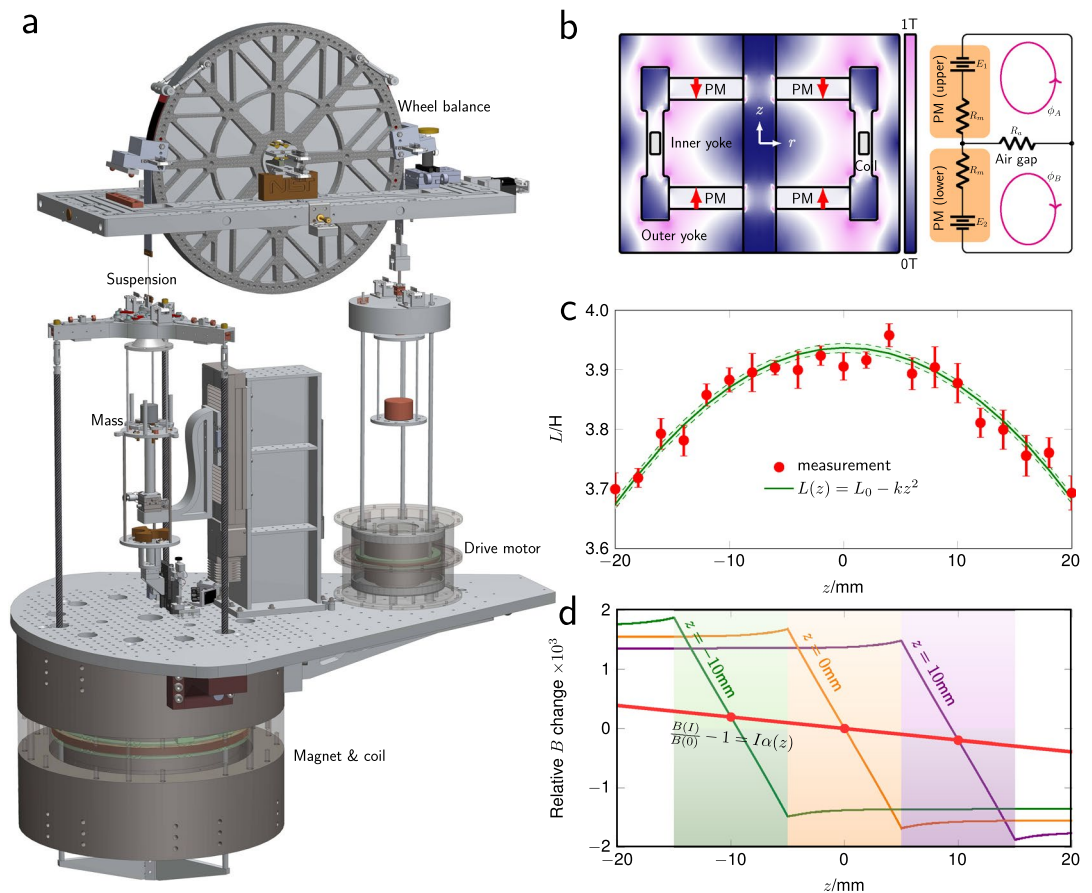 a
Wheel balance
Suspension
Mass
Drive motor
Magnet & coil
b
PM
PM
z
r
Inner yoke
Coil
PM
PM
Outer yoke
1T
0T
PM (upper)
E₁
Rₘ
ϕ_A
Rₐ
Air gap
PM (lower)
Rₘ
ϕ_B
E₂
c
L/H
4.0
3.9
3.8
3.7
3.6
measurement
L(z) = L₀ − kz²
−20
−10
0
10
20
z/mm
d
Relative B change ×10³
2
1
0
−1
−2
z = −10mm
z = 0mm
z = 10mm
B(I)/B(0) − 1 = Iα(z)
−20
−10
0
10
20
z/mm